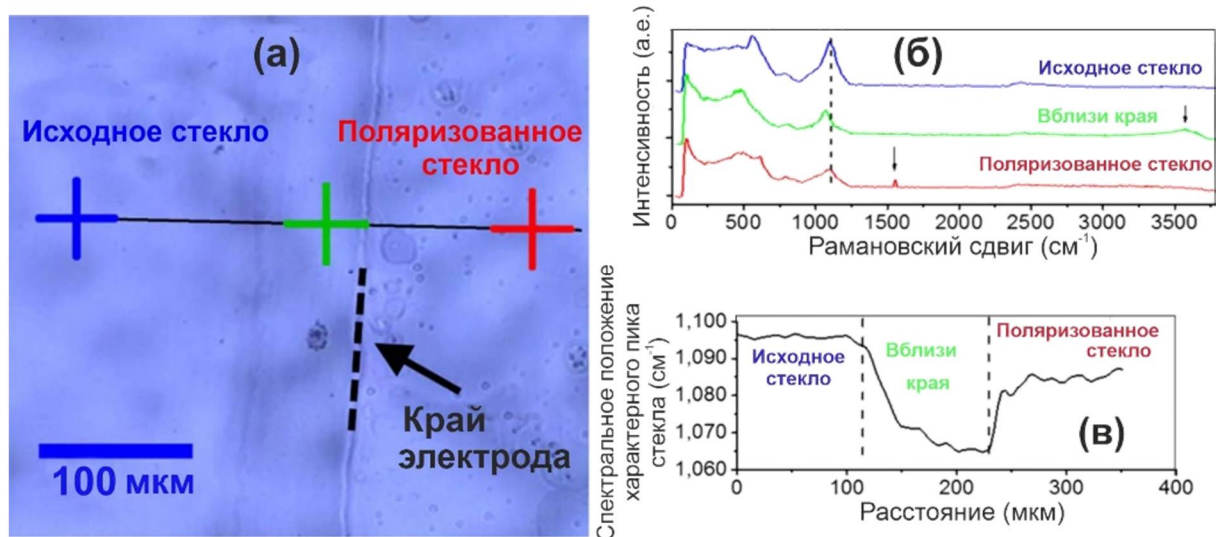 (а)
Исходное стекло
Поляризованное
стекло
Край
электрода
100 мкм
(б)
Интенсивность (a.e.)
Исходное стекло
Вблизи края
Поляризованное стекло
0 500 1000 1500 2000 2500 3000 3500
Рамановский сдвиг (см⁻¹)
(в)
Спектральное положение
характерного пика
стекла (см⁻¹)
1,100
1,090
1,080
1,070
1,060
Исходное
стекло
Вблизи
края
Поляризованное
стекло
0 100 200 300 400
Расстояние (мкм)